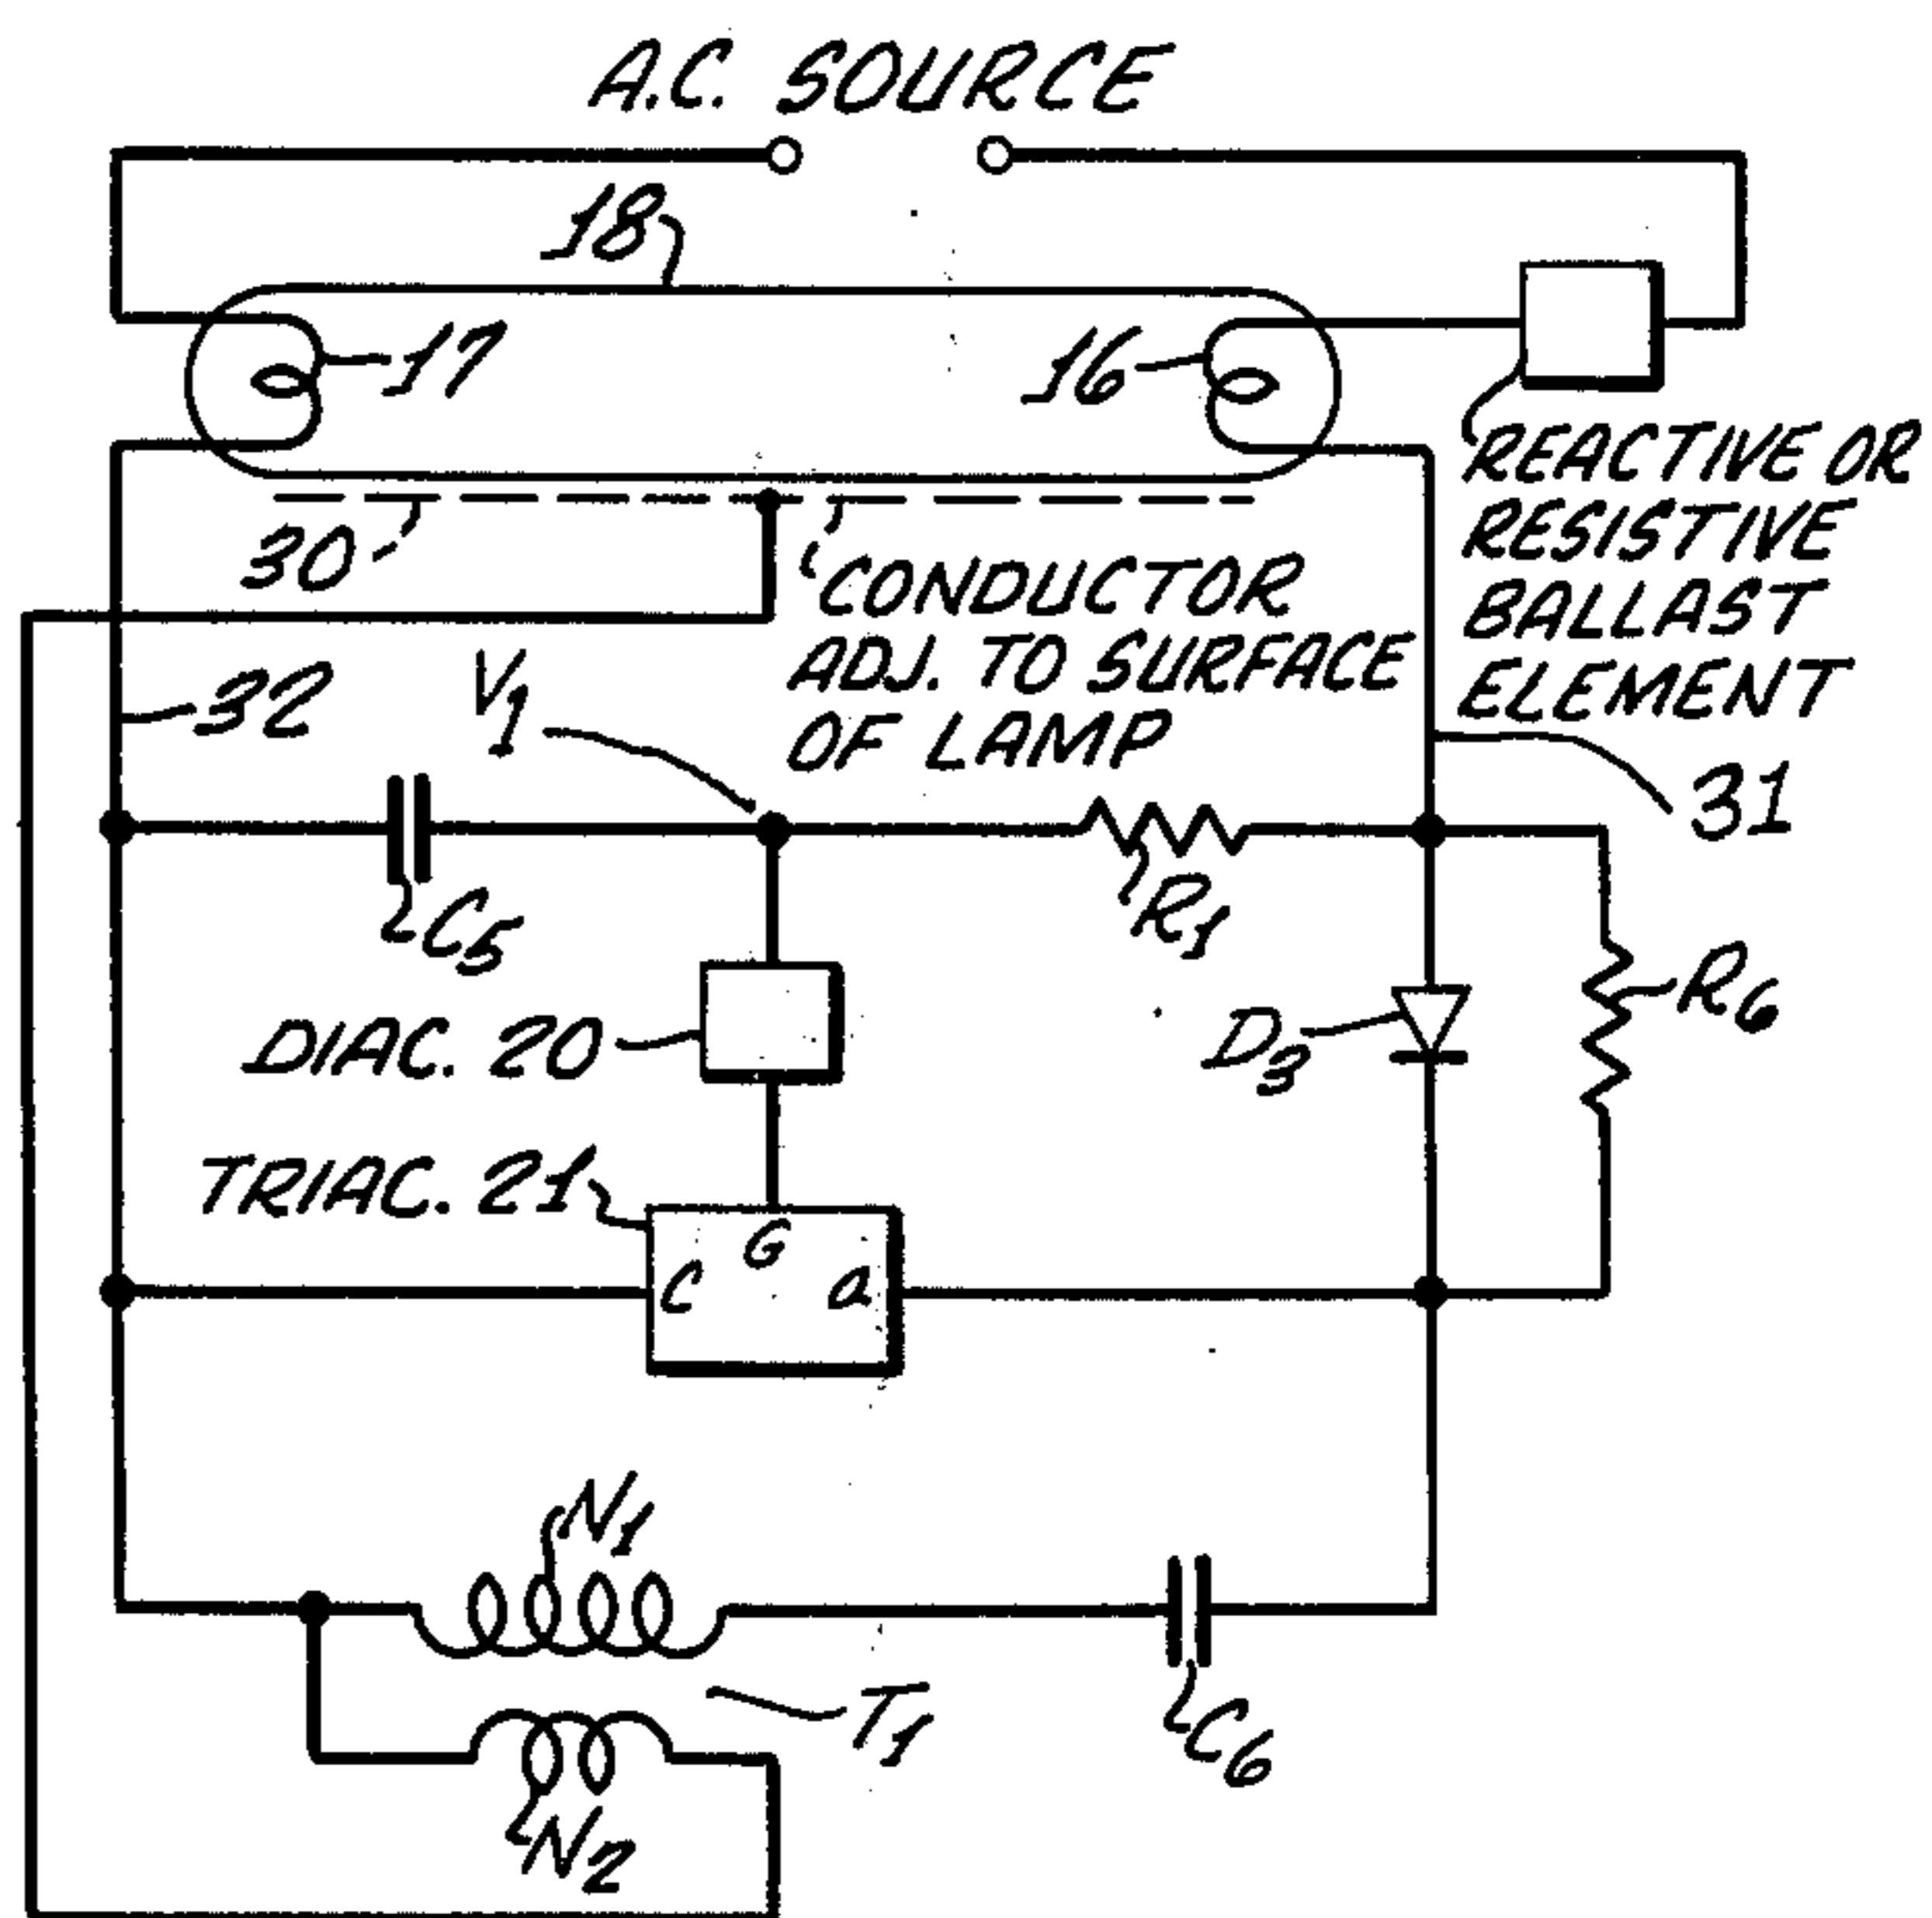 A.C. SOURCE
18
17
16
REACTIVE OR
RESISTIVE
BALLAST
ELEMENT
30
CONDUCTOR
ADJ. TO SURFACE
OF LAMP
32
V1
31
C5
R1
R6
DIAC. 20
D3
TRIAC. 21
G
C
a
N1
T1
C6
N2